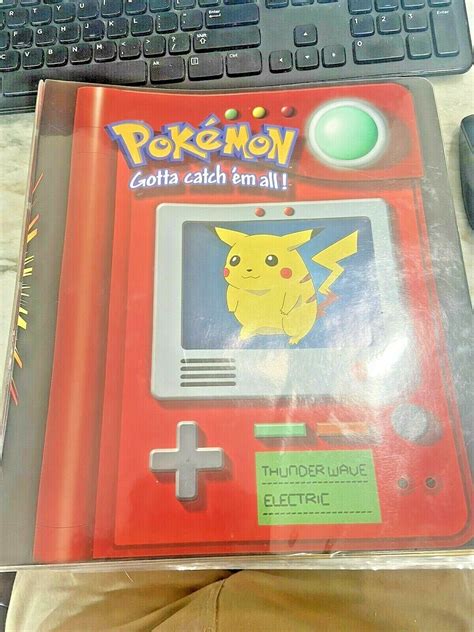 POKéMON
Gotta catch 'em all!
THUNDER WAVE
ELECTRIC